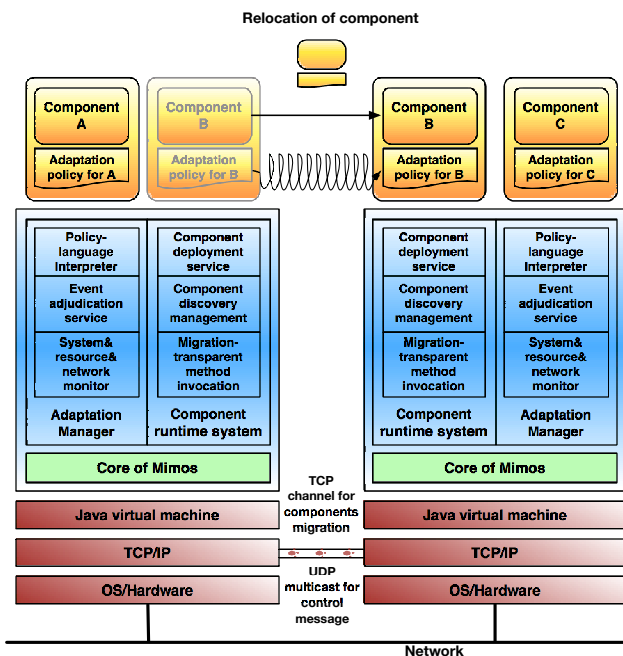 Relocation of component
Component
A
Adaptation
policy for A
Component
B
Adaptation
policy for B
Component
B
Adaptation
policy for B
Component
C
Adaptation
policy for C
Policy-
language
Interpreter
Event
adjudication
service
System&
resource&
network
monitor
Adaptation
Manager
Component
deployment
service
Component
discovery
management
Migration-
transparent
method
invocation
Component
runtime system
Core of Mimos
Component
deployment
service
Component
discovery
management
Migration-
transparent
method
invocation
Component
runtime system
Policy-
language
Interpreter
Event
adjudication
service
System&
resource&
network
monitor
Adaptation
Manager
Core of Mimos
Java virtual machine
TCP/IP
OS/Hardware
TCP
channel for
components
migration
UDP
multicast for
control
message
Java virtual machine
TCP/IP
OS/Hardware
Network